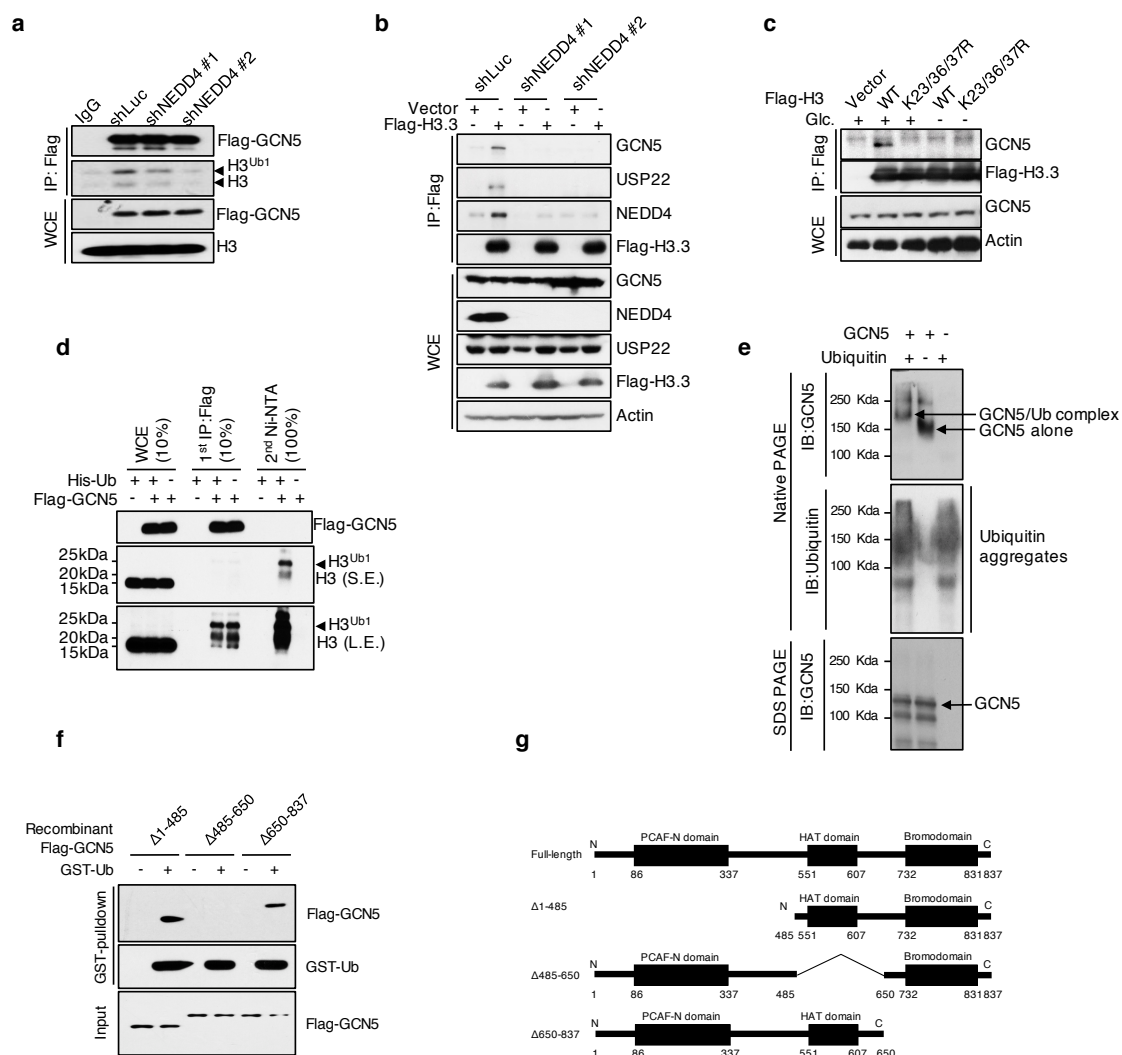 a
IgG
shLuc
shNEDD4 #1
shNEDD4 #2
IP: Flag
Flag-GCN5
H3Ub1
H3
WCE
Flag-GCN5
H3
b
shLuc
shNEDD4 #1
shNEDD4 #2
Vector + - + - + -
Flag-H3.3 - + - + - +
IP:Flag
GCN5
USP22
NEDD4
Flag-H3.3
WCE
GCN5
NEDD4
USP22
Flag-H3.3
Actin
c
Flag-H3
Vector
WT
K23/36/37R
WT
K23/36/37R
Glc. + + + - -
IP: Flag
GCN5
Flag-H3.3
WCE
GCN5
Actin
d
WCE (10%)
1st IP:Flag (10%)
2nd Ni-NTA (100%)
His-Ub + + - + + - + + -
Flag-GCN5 - + + - + + - + +
Flag-GCN5
25kDa
20kDa
15kDa
H3Ub1
H3 (S.E.)
25kDa
20kDa
15kDa
H3Ub1
H3 (L.E.)
e
GCN5 + + -
Ubiquitin + - +
Native PAGE
IB:GCN5
250 Kda
150 Kda
100 Kda
GCN5/Ub complex
GCN5 alone
IB:Ubiquitin
250 Kda
150 Kda
100 Kda
Ubiquitin
aggregates
SDS PAGE
IB:GCN5
250 Kda
150 Kda
100 Kda
GCN5
f
Recombinant
Flag-GCN5
Δ1-485
Δ485-650
Δ650-837
GST-Ub - + - + - +
GST-pulldown
Flag-GCN5
GST-Ub
Input
Flag-GCN5
g
Full-length
N PCAF-N domain HAT domain Bromodomain C
1 86 337 551 607 732 831 837
Δ1-485
N HAT domain Bromodomain C
485 551 607 732 831 837
Δ485-650
N PCAF-N domain Bromodomain C
1 86 337 485 650 732 831 837
Δ650-837
N PCAF-N domain HAT domain C
1 86 337 551 607 650